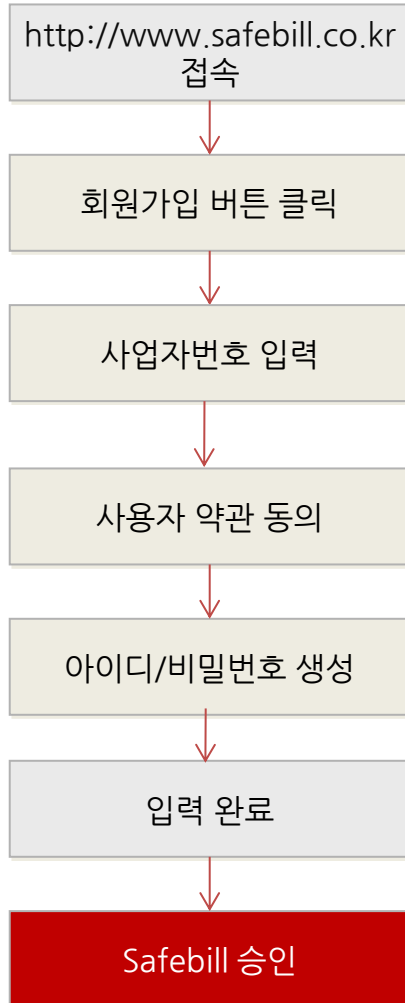 http://www.safebill.co.kr
접속
회원가입 버튼 클릭
사업자번호 입력
사용자 약관 동의
아이디/비밀번호 생성
입력 완료
Safebill 승인